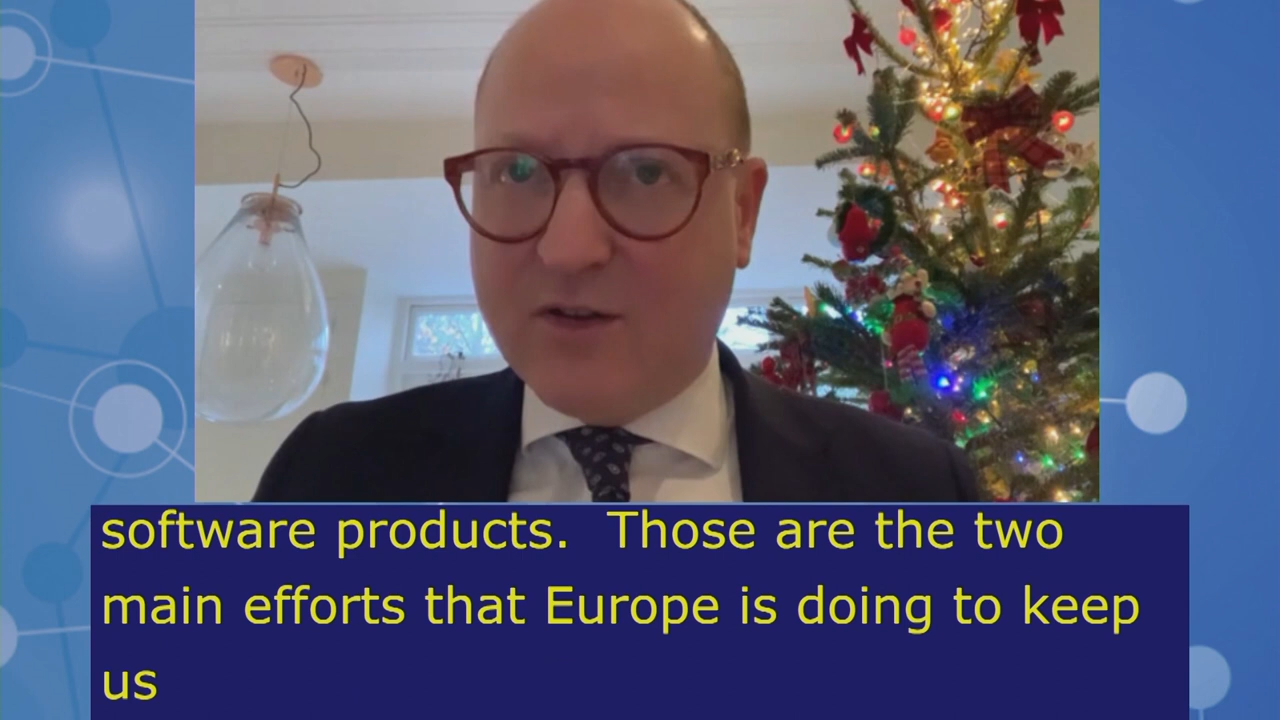 software products.  Those are the two
main efforts that Europe is doing to keep
us